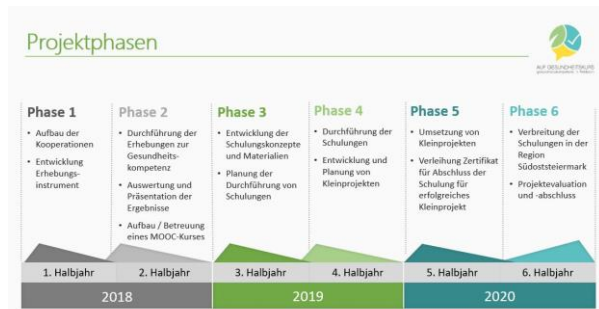 Projektphasen
AUF GESUNDHEITSKURS
Phase 1
• Aufbau der
Kooperationen
• Entwicklung
Erhebungs-
instrument
Phase 2
• Durchführung der
Erhebungen zur
Gesundheits-
kompetenz
• Auswertung und
Präsentation der
Ergebnisse
• Aufbau / Betreuung
eines MOOC-Kurses
Phase 3
• Entwicklung der
Schulungskonzepte
und Materialien
• Planung der
Durchführung von
Schulungen
Phase 4
• Durchführung der
Schulungen
• Entwicklung und
Planung von
Kleinprojekten
Phase 5
• Umsetzung von
Kleinprojekten
• Verleihung Zertifikat
für Abschluss der
Schulung für
erfolgreiches
Kleinprojekt
Phase 6
• Verbreitung der
Schulungen in der
Region
Südoststeiermark
• Projektevaluation
und -abschluss
1. Halbjahr
2. Halbjahr
3. Halbjahr
4. Halbjahr
5. Halbjahr
6. Halbjahr
2018
2019
2020